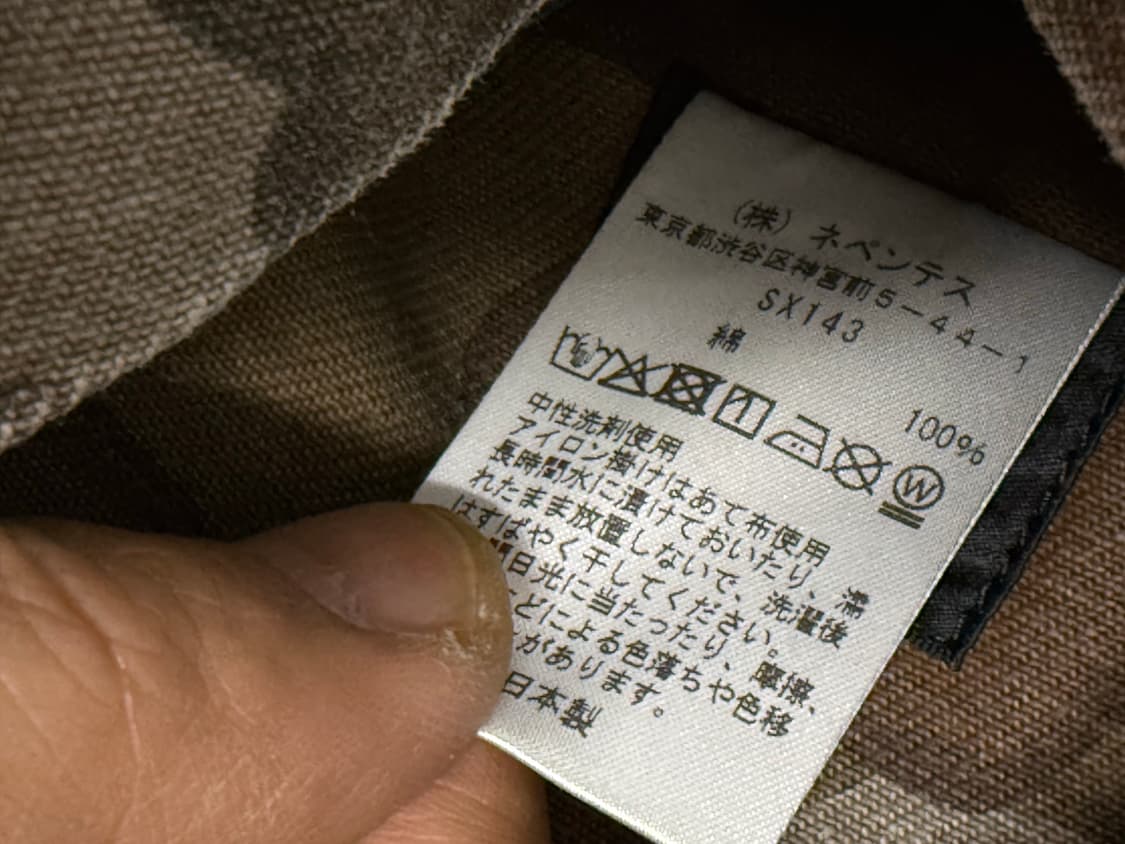 (株) ネペンテス
東京都渋谷区神宮前5-44-1
SX143
綿 100%
W
中性洗剤使用
アイロン掛けはあて布使用
長時間水に漬けておいたり、濡
れたまま放置しないで、洗濯後
はすばやく干してください。
間日光に当たったり、摩擦、
どによる色落ちや色移
があります。
日本製